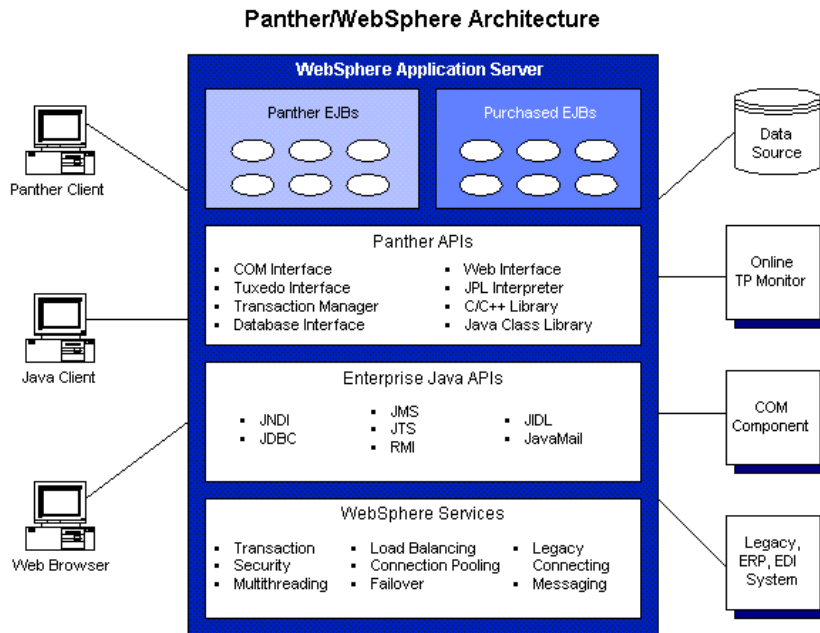 Panther/WebSphere Architecture
WebSphere Application Server
Panther EJBs
Purchased EJBs
Panther Client
Java Client
Web Browser
Panther APIs
▪ COM Interface
▪ Tuxedo Interface
▪ Transaction Manager
▪ Database Interface
▪ Web Interface
▪ JPL Interpreter
▪ C/C++ Library
▪ Java Class Library
Enterprise Java APIs
▪ JNDI
▪ JDBC
▪ JMS
▪ JTS
▪ RMI
▪ JIDL
▪ JavaMail
WebSphere Services
▪ Transaction
▪ Security
▪ Multithreading
▪ Load Balancing
▪ Connection Pooling
▪ Failover
▪ Legacy
Connecting
▪ Messaging
Data
Source
Online
TP Monitor
COM
Component
Legacy,
ERP, EDI
System